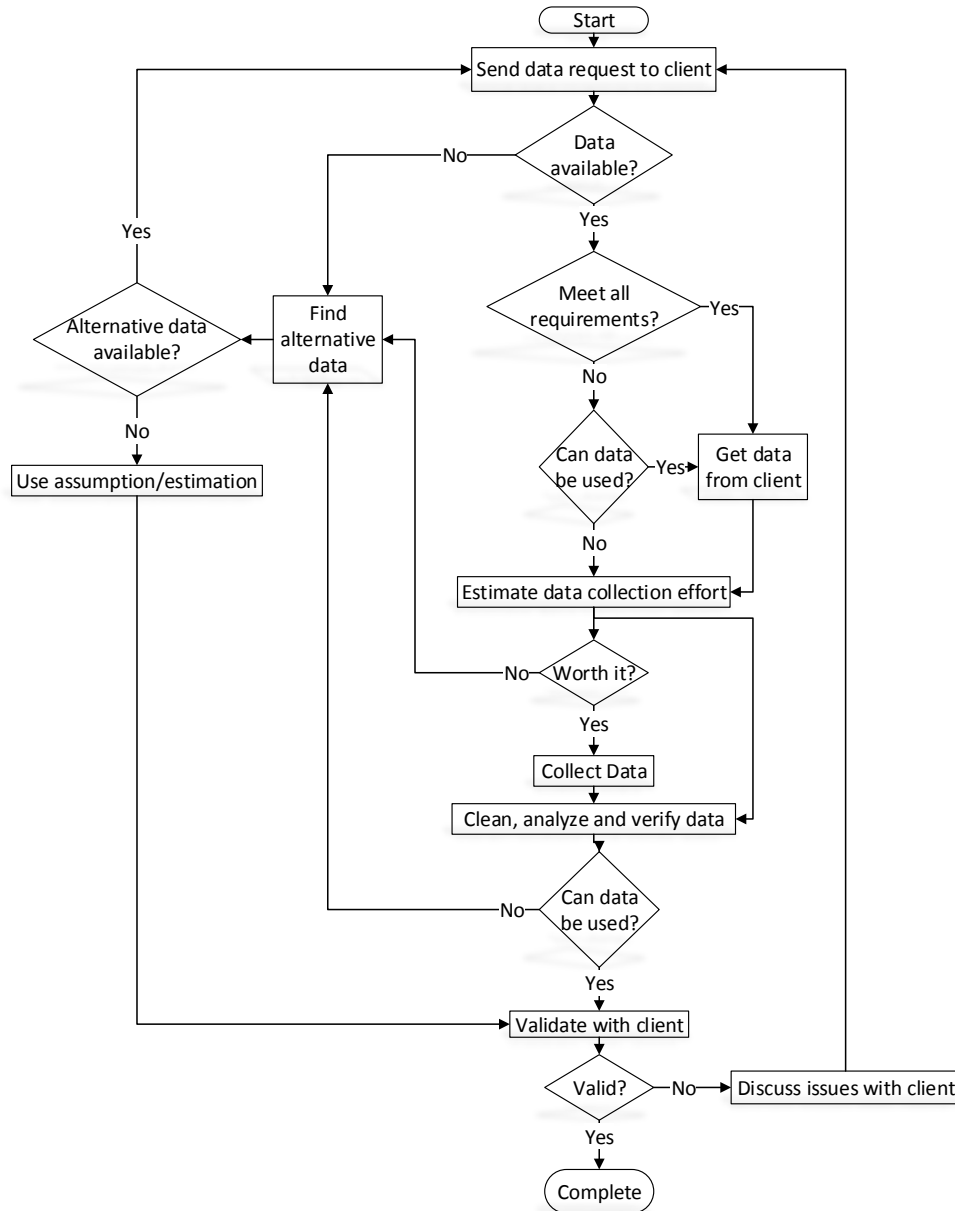 Start
Send data request to client
Data
available?
No
Yes
Yes
Meet all
requirements?
Yes
Find
alternative
data
Alternative data
available?
No
No
Can data
be used?
Yes
Get data
from client
Use assumption/estimation
No
Estimate data collection effort
Worth it?
No
Yes
Collect Data
Clean, analyze and verify data
Can data
be used?
No
Yes
Validate with client
Valid?
No
Discuss issues with client
Yes
Complete